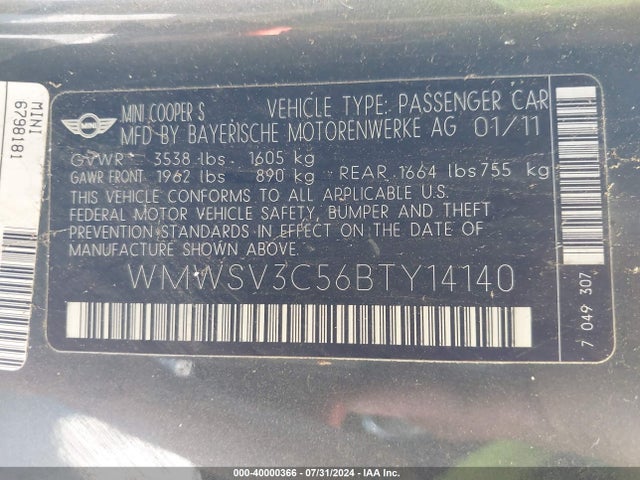 MINI
6798181
MINI
MINI COOPER S VEHICLE TYPE: PASSENGER CAR
MFD BY BAYERISCHE MOTORENWERKE AG 01/11
GVWR: 3538 lbs 1605 kg
GAWR FRONT: 1962 lbs 890 kg REAR: 1664 lbs 755 kg
THIS VEHICLE CONFORMS TO ALL APPLICABLE U.S.
FEDERAL MOTOR VEHICLE SAFETY, BUMPER AND THEFT
PREVENTION STANDARDS IN EFFECT ON THE DATE OF
MANUFACTURE SHOWN ABOVE.
WMWSV3C56BTY14140
7 049 307
000-40000366 / 07/31/2024 - IAA Inc.